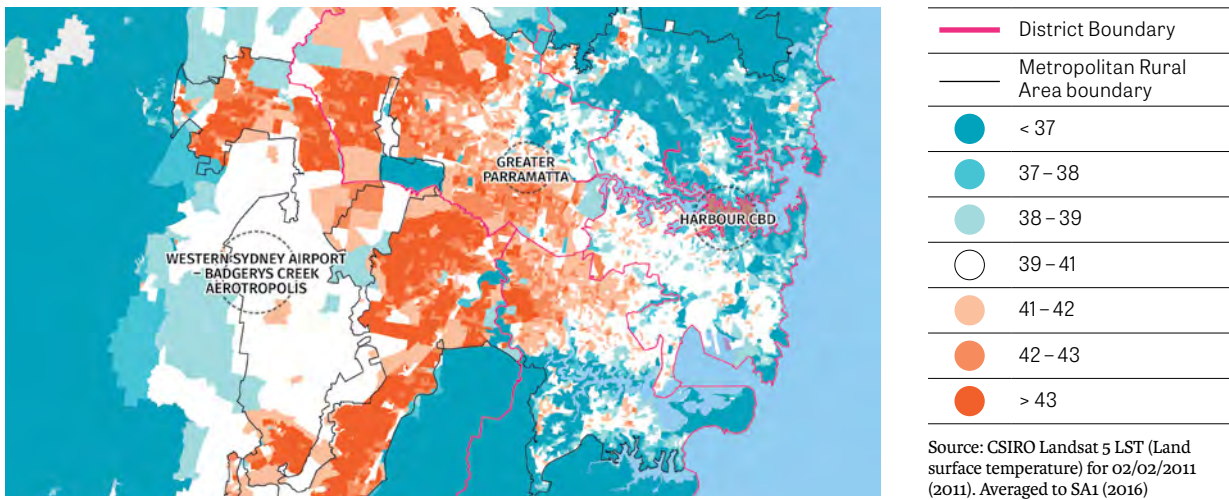 GREATER
PARRAMATTA
HARBOUR CBD
WESTERN SYDNEY AIRPORT
– BADGERYS CREEK
AEROTROPOLIS
District Boundary
Metropolitan Rural
Area boundary
< 37
37 – 38
38 – 39
39 – 41
41 – 42
42 – 43
> 43
Source: CSIRO Landsat 5 LST (Land
surface temperature) for 02/02/2011
(2011). Averaged to SA1 (2016)